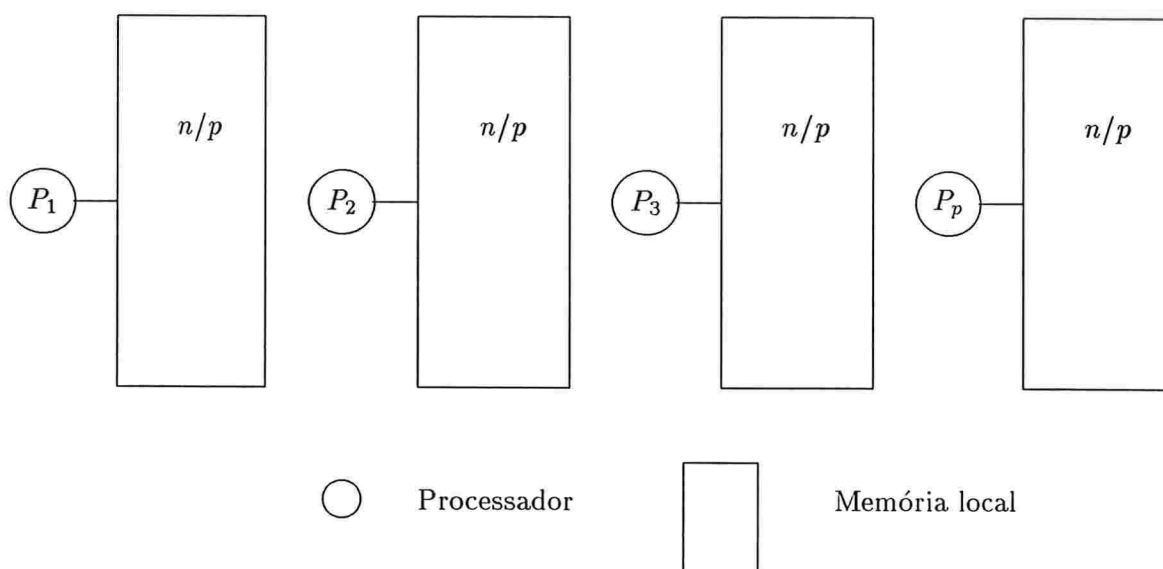 n/p n/p n/p n/p
P₁ P₂ P₃ Pₚ
Processador Memória local